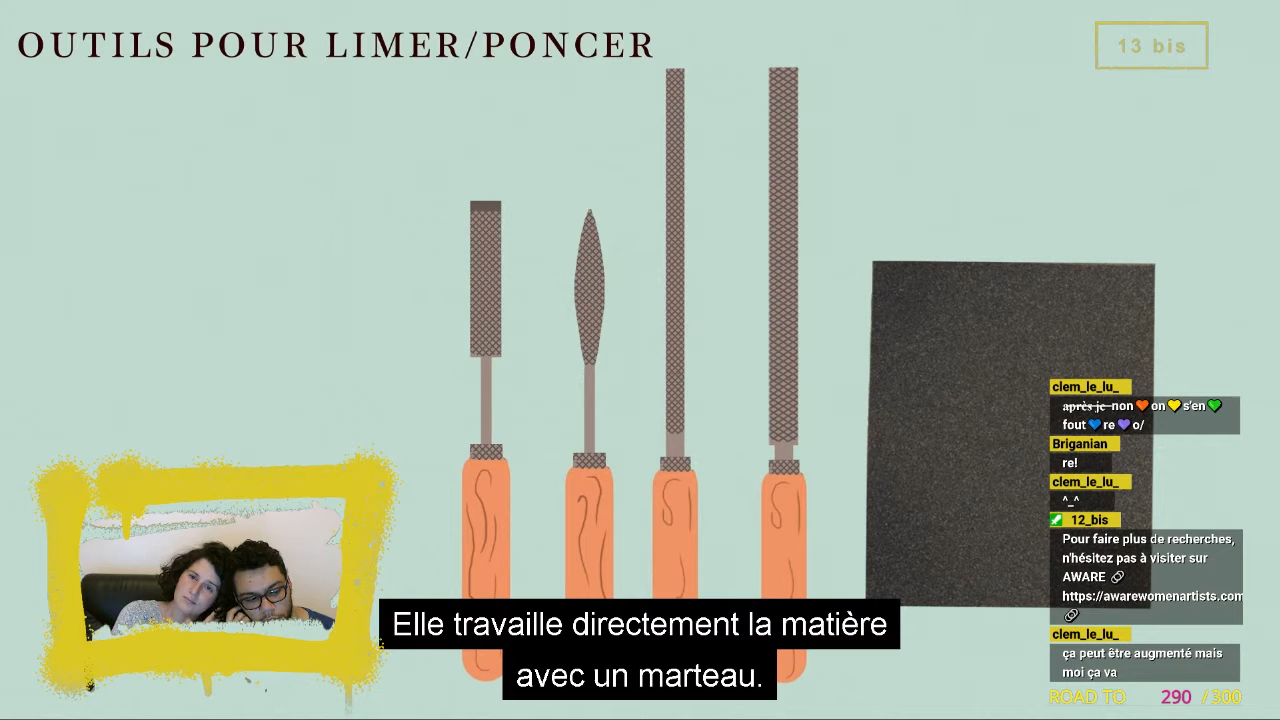 OUTILS POUR LIMER/PONCER
13 bis
clem_le_lu_
après je non🧡on💛s'en💚
fout💙re💜o/
Briganian
re!
clem_le_lu_
^_^
12_bis
Pour faire plus de recherches,
n'hésitez pas à visiter sur
AWARE 🔗
https://awarewomenartists.com
🔗
clem_le_lu_
ça peut être augmenté mais
moi ça va
ROAD TO 290 / 300
Elle travaille directement la matière
avec un marteau.